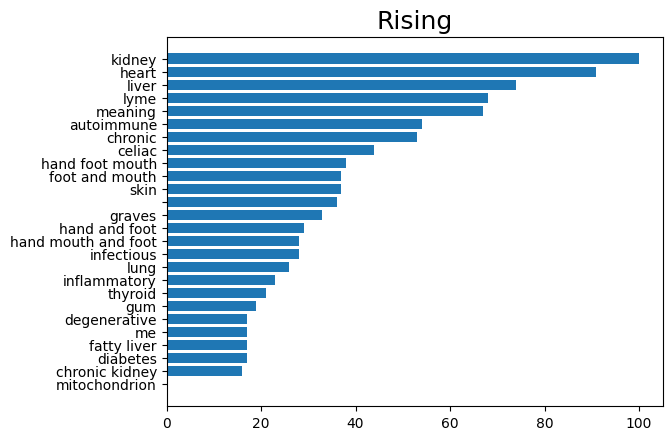 Rising
kidney
heart
liver
lyme
meaning
autoimmune
chronic
celiac
hand foot mouth
foot and mouth
skin
graves
hand and foot
hand mouth and foot
infectious
lung
inflammatory
thyroid
gum
degenerative
me
fatty liver
diabetes
chronic kidney
mitochondrion
0 20 40 60 80 100